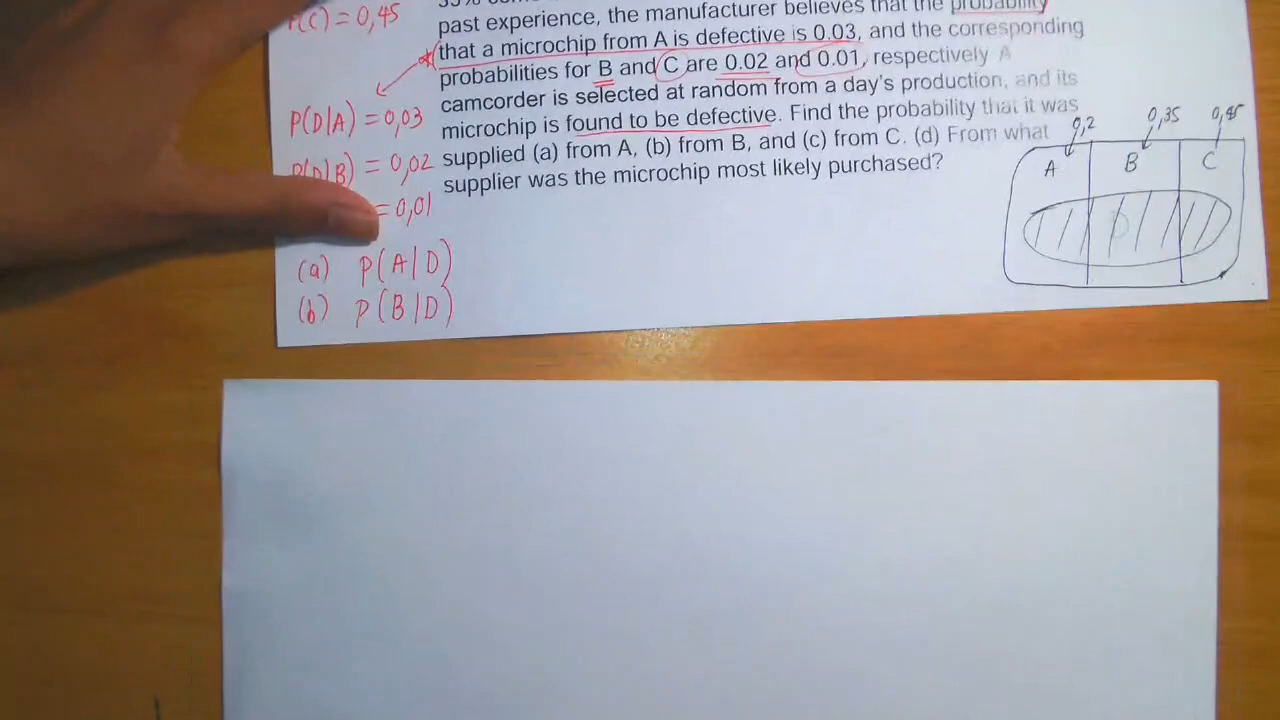 P(C) = 0,45
past experience, the manufacturer believes that the probability
that a microchip from A is defective is 0.03, and the corresponding
probabilities for B and C are 0.02 and 0.01, respectively A
camcorder is selected at random from a day's production, and its
microchip is found to be defective. Find the probability that it was
supplied (a) from A, (b) from B, and (c) from C. (d) From what
supplier was the microchip most likely purchased?
P(D|A) = 0,03
P(D|B) = 0,02
= 0,01
(a) P(A|D)
(b) P(B|D)
0,2 0,35 0,45
A B C
D